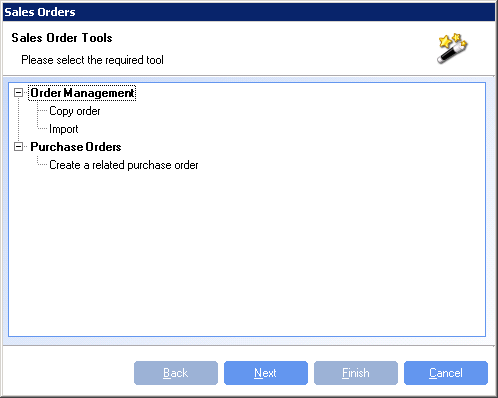 Sales Orders
Sales Order Tools
Please select the required tool
Order Management
Copy order
Import
Purchase Orders
Create a related purchase order
Back Next Finish Cancel